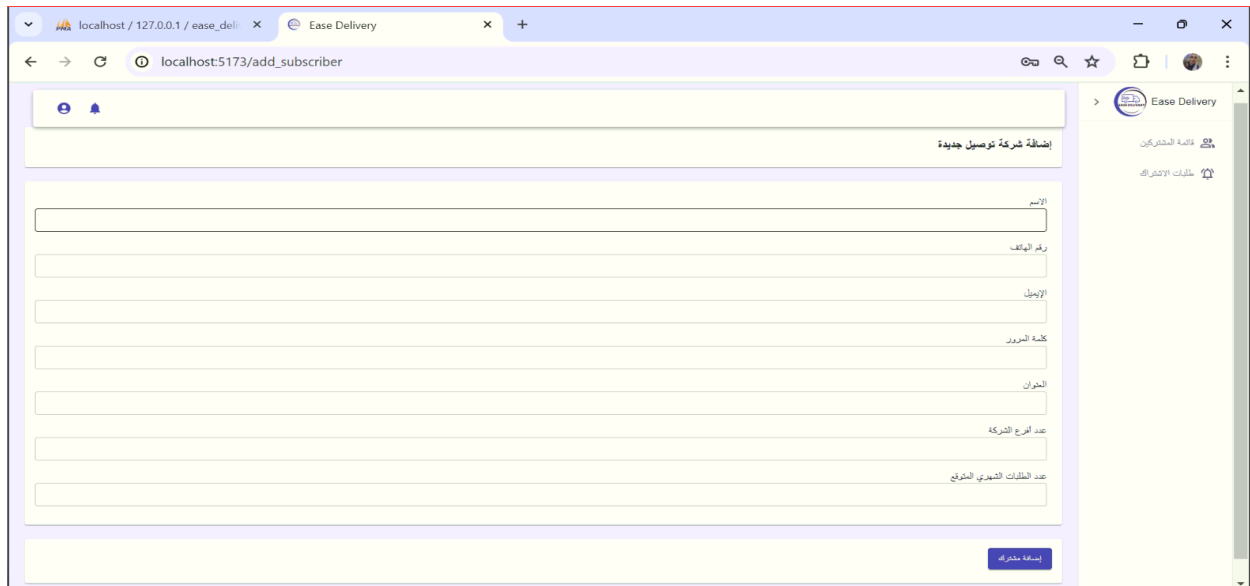 localhost / 127.0.0.1 / ease_deli
Ease Delivery
localhost:5173/add_subscriber
Ease Delivery
قائمة المشتركين
طلبات الاشتراك
إضافة شركة توصيل جديدة
الاسم
رقم الهاتف
الإيميل
كلمة المرور
العنوان
عدد أفرع الشركة
عدد الطلبات الشهري المتوقع
إضافة مشترك